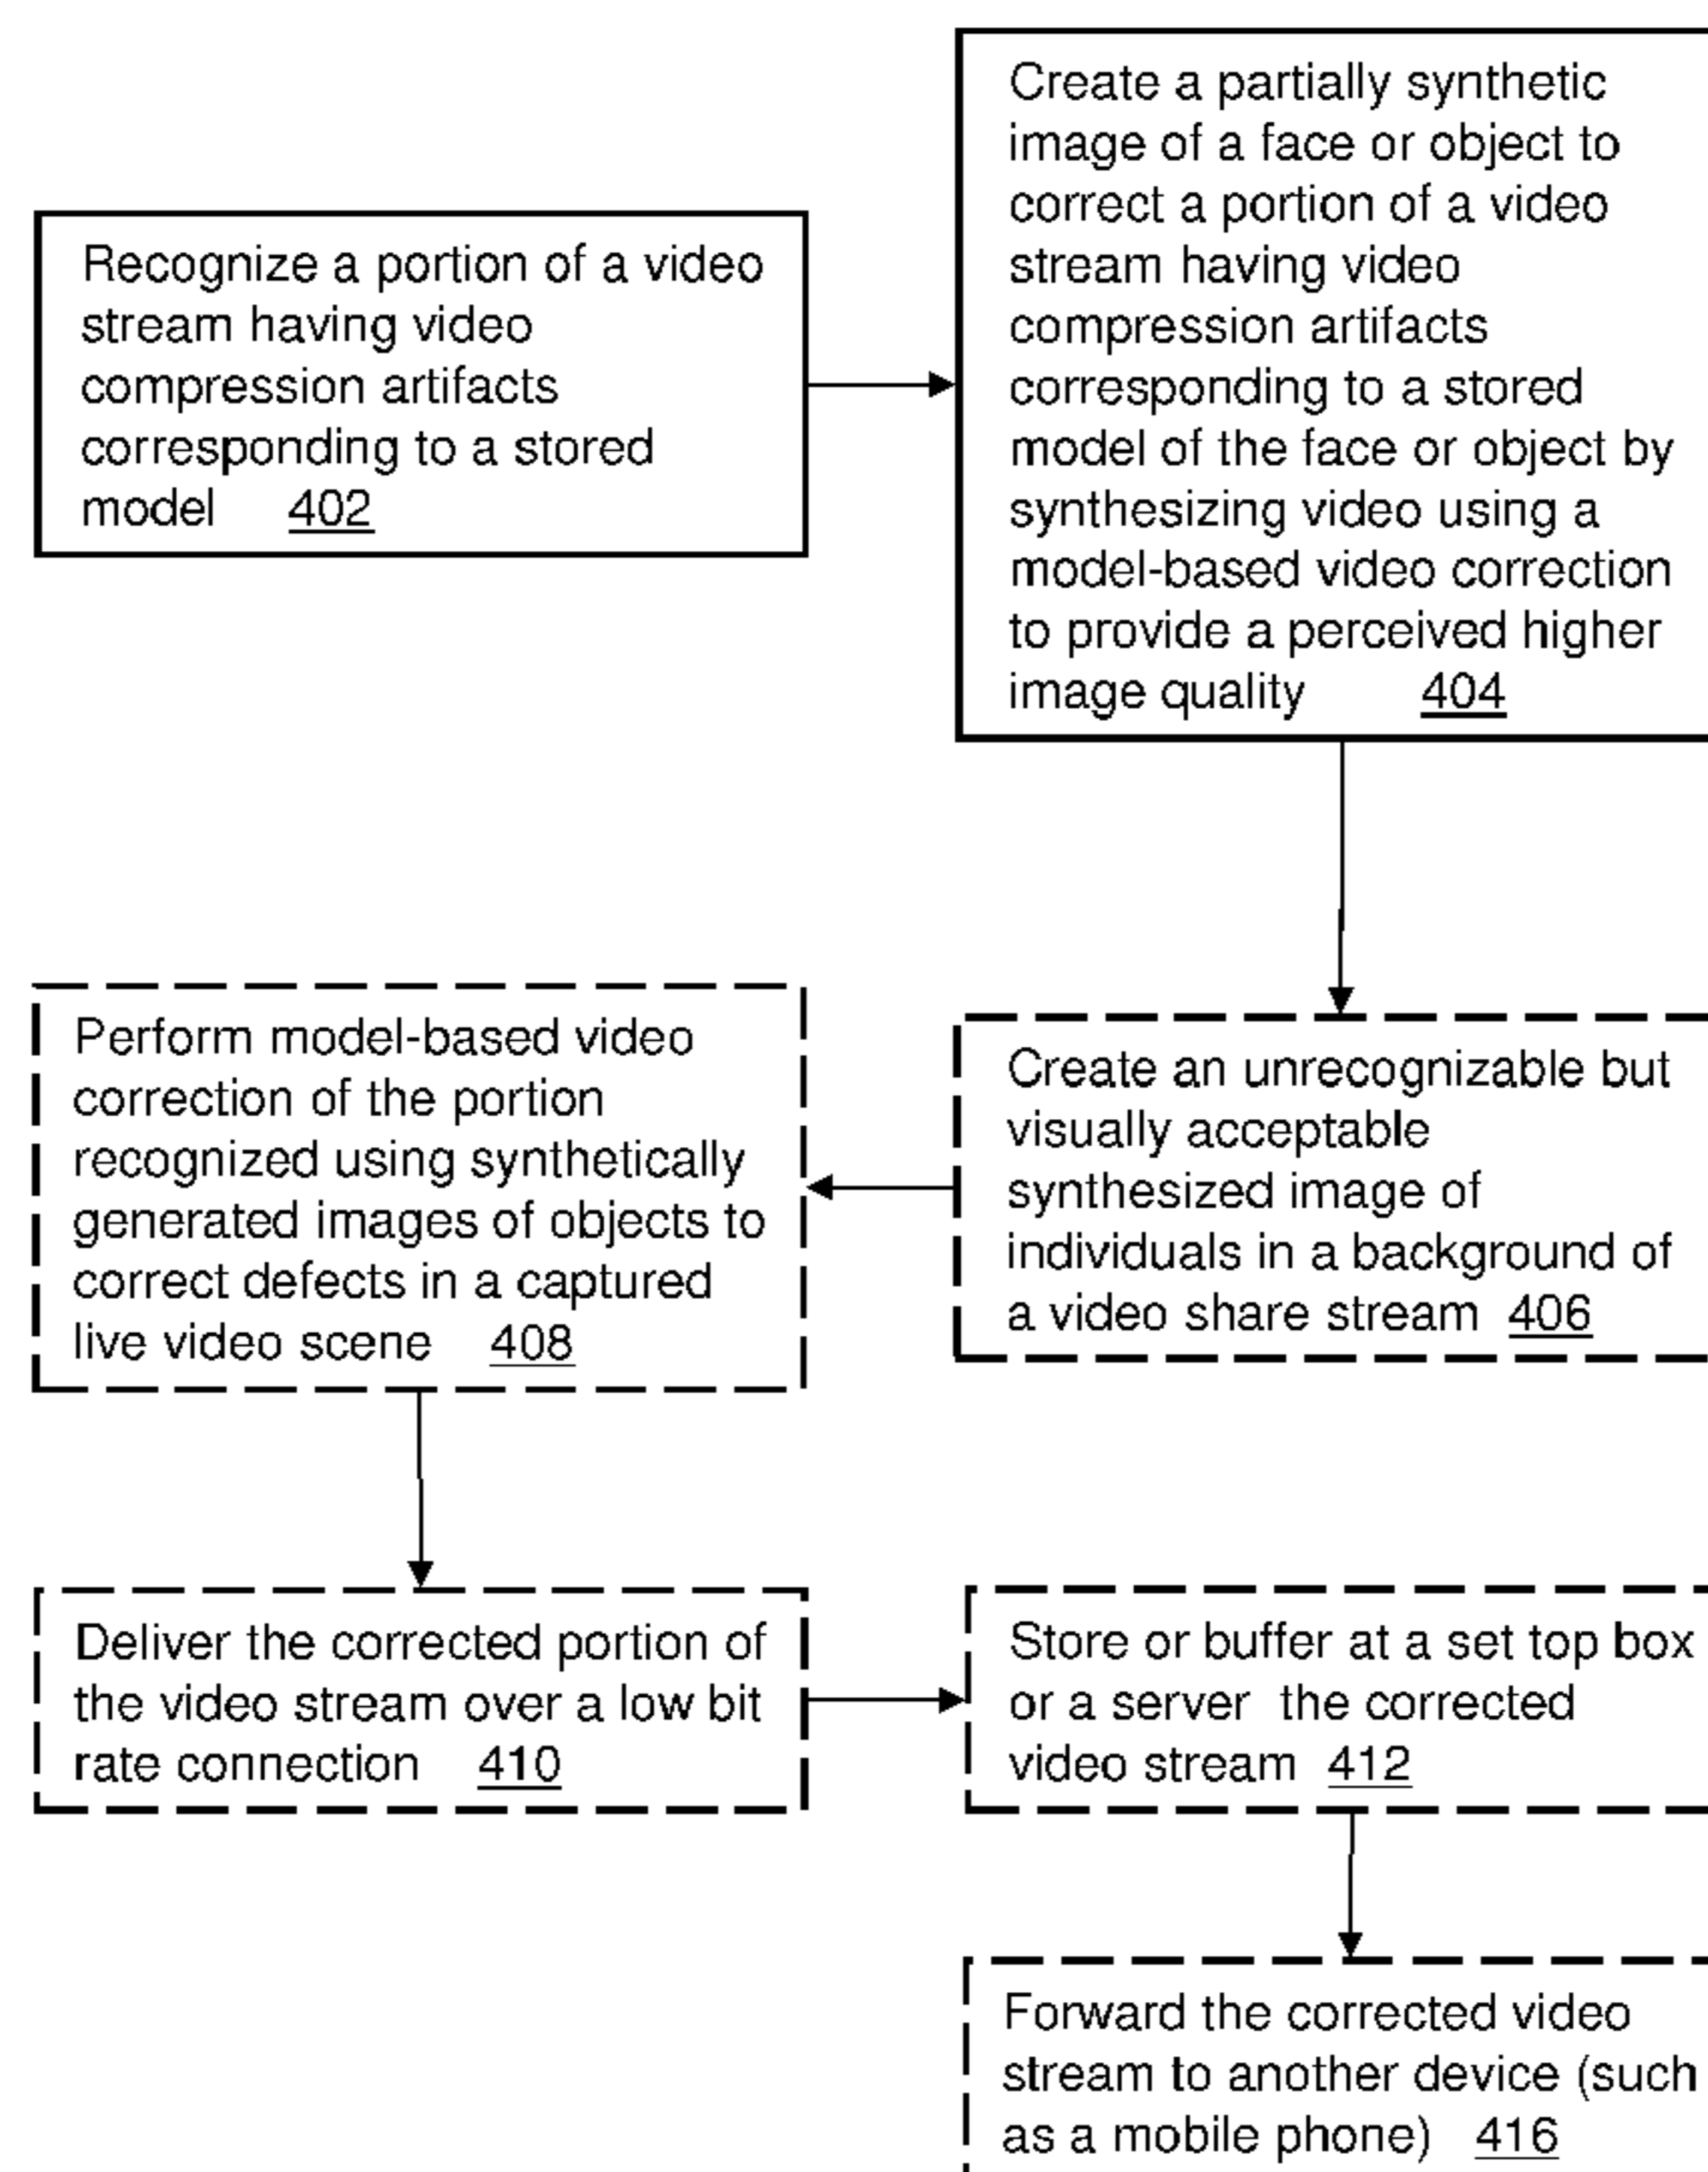 Recognize a portion of a video
stream having video
compression artifacts
corresponding to a stored
model 402
Create a partially synthetic
image of a face or object to
correct a portion of a video
stream having video
compression artifacts
corresponding to a stored
model of the face or object by
synthesizing video using a
model-based video correction
to provide a perceived higher
image quality 404
Create an unrecognizable but
visually acceptable
synthesized image of
individuals in a background of
a video share stream 406
Perform model-based video
correction of the portion
recognized using synthetically
generated images of objects to
correct defects in a captured
live video scene 408
Deliver the corrected portion of
the video stream over a low bit
rate connection 410
Store or buffer at a set top box
or a server the corrected
video stream 412
Forward the corrected video
stream to another device (such
as a mobile phone) 416